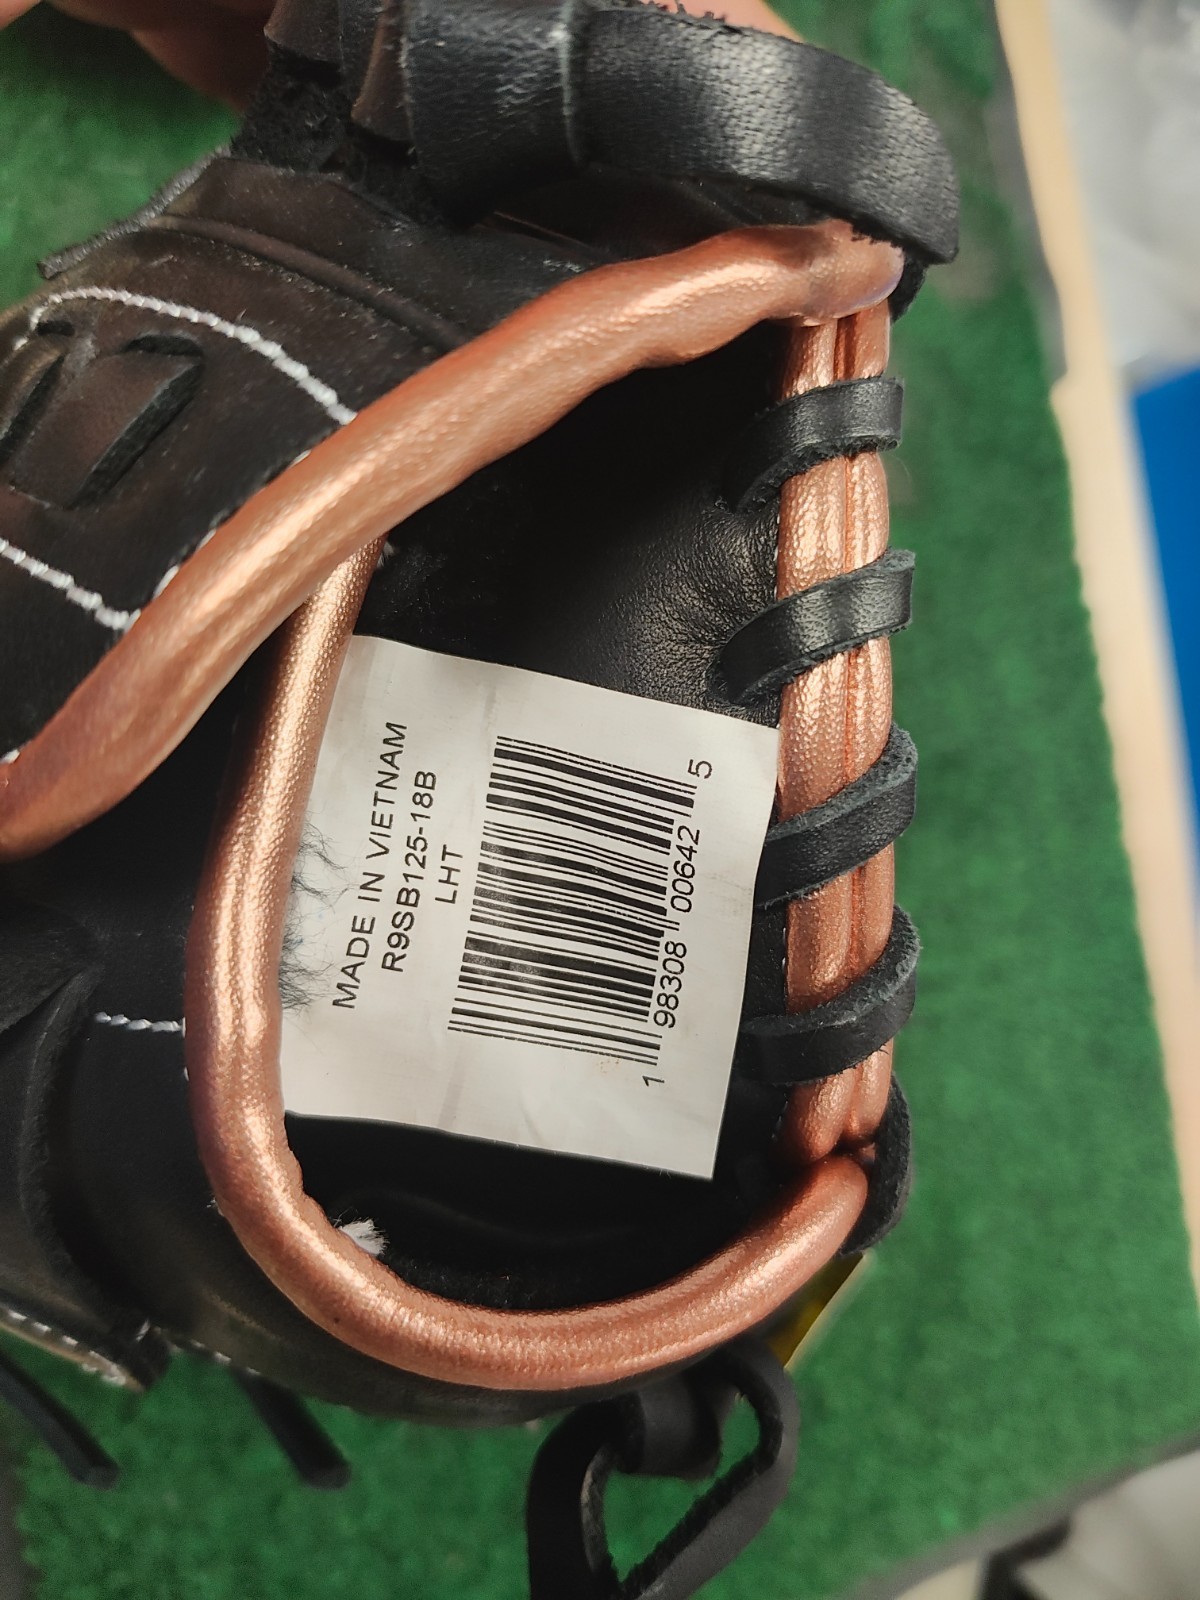 MADE IN VIETNAM
R9SB125-18B
LHT
1 98308 00642 5